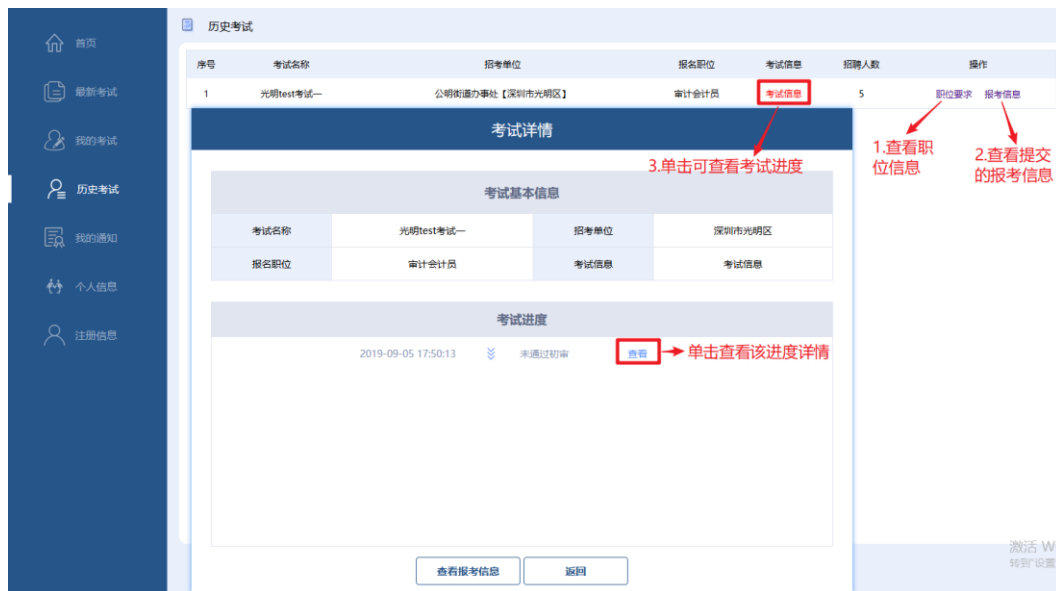 历史考试
首页
最新考试
我的考试
历史考试
我的通知
个人信息
注册信息
序号 考试名称 招考单位 报名职位 考试信息 招聘人数 操作
1 光明test考试一 公明街道办事处【深圳市光明区】 审计会计员 考试信息 5 职位要求 报考信息
考试详情
1.查看职
位信息
2.查看提交
的报考信息
3.单击可查看考试进度
考试基本信息
考试名称 光明test考试一 招考单位 深圳市光明区
报名职位 审计会计员 考试信息 考试信息
考试进度
2019-09-05 17:50:13 未通过初审 查看 单击查看该进度详情
查看报考信息 返回
激活 W
转到"设置